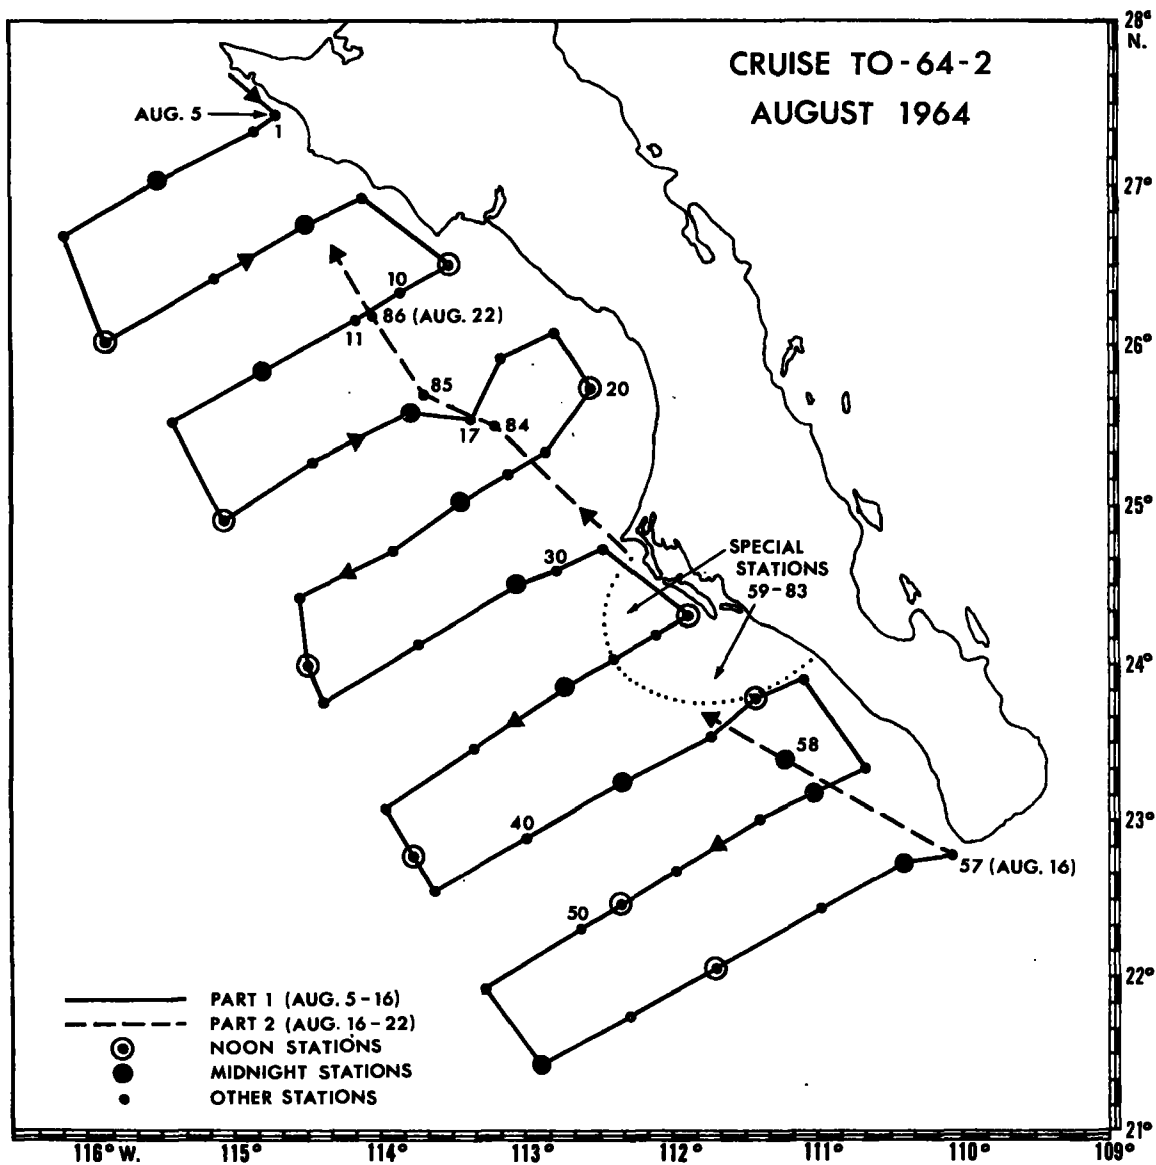 CRUISE TO-64-2
AUGUST 1964
28°
N.
AUG. 5
1
27°
10
86 (AUG. 22)
11
26°
85
20
17
84
25°
SPECIAL
STATIONS
59-83
30
24°
58
40
23°
57 (AUG. 16)
50
22°
PART 1 (AUG. 5-16)
PART 2 (AUG. 16-22)
NOON STATIONS
MIDNIGHT STATIONS
OTHER STATIONS
21°
116° W.
115°
114°
113°
112°
111°
110°
109°